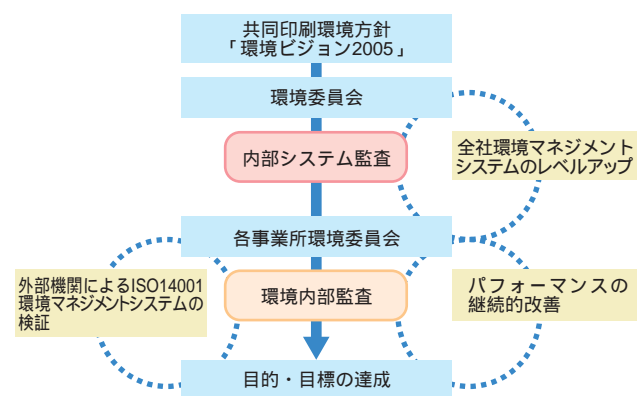 共同印刷環境方針
「環境ビジョン2005」
環境委員会
内部システム監査
全社環境マネジメント
システムのレベルアップ
各事業所環境委員会
外部機関によるISO14001
環境マネジメントシステムの
検証
環境内部監査
パフォーマンスの
継続的改善
目的・目標の達成